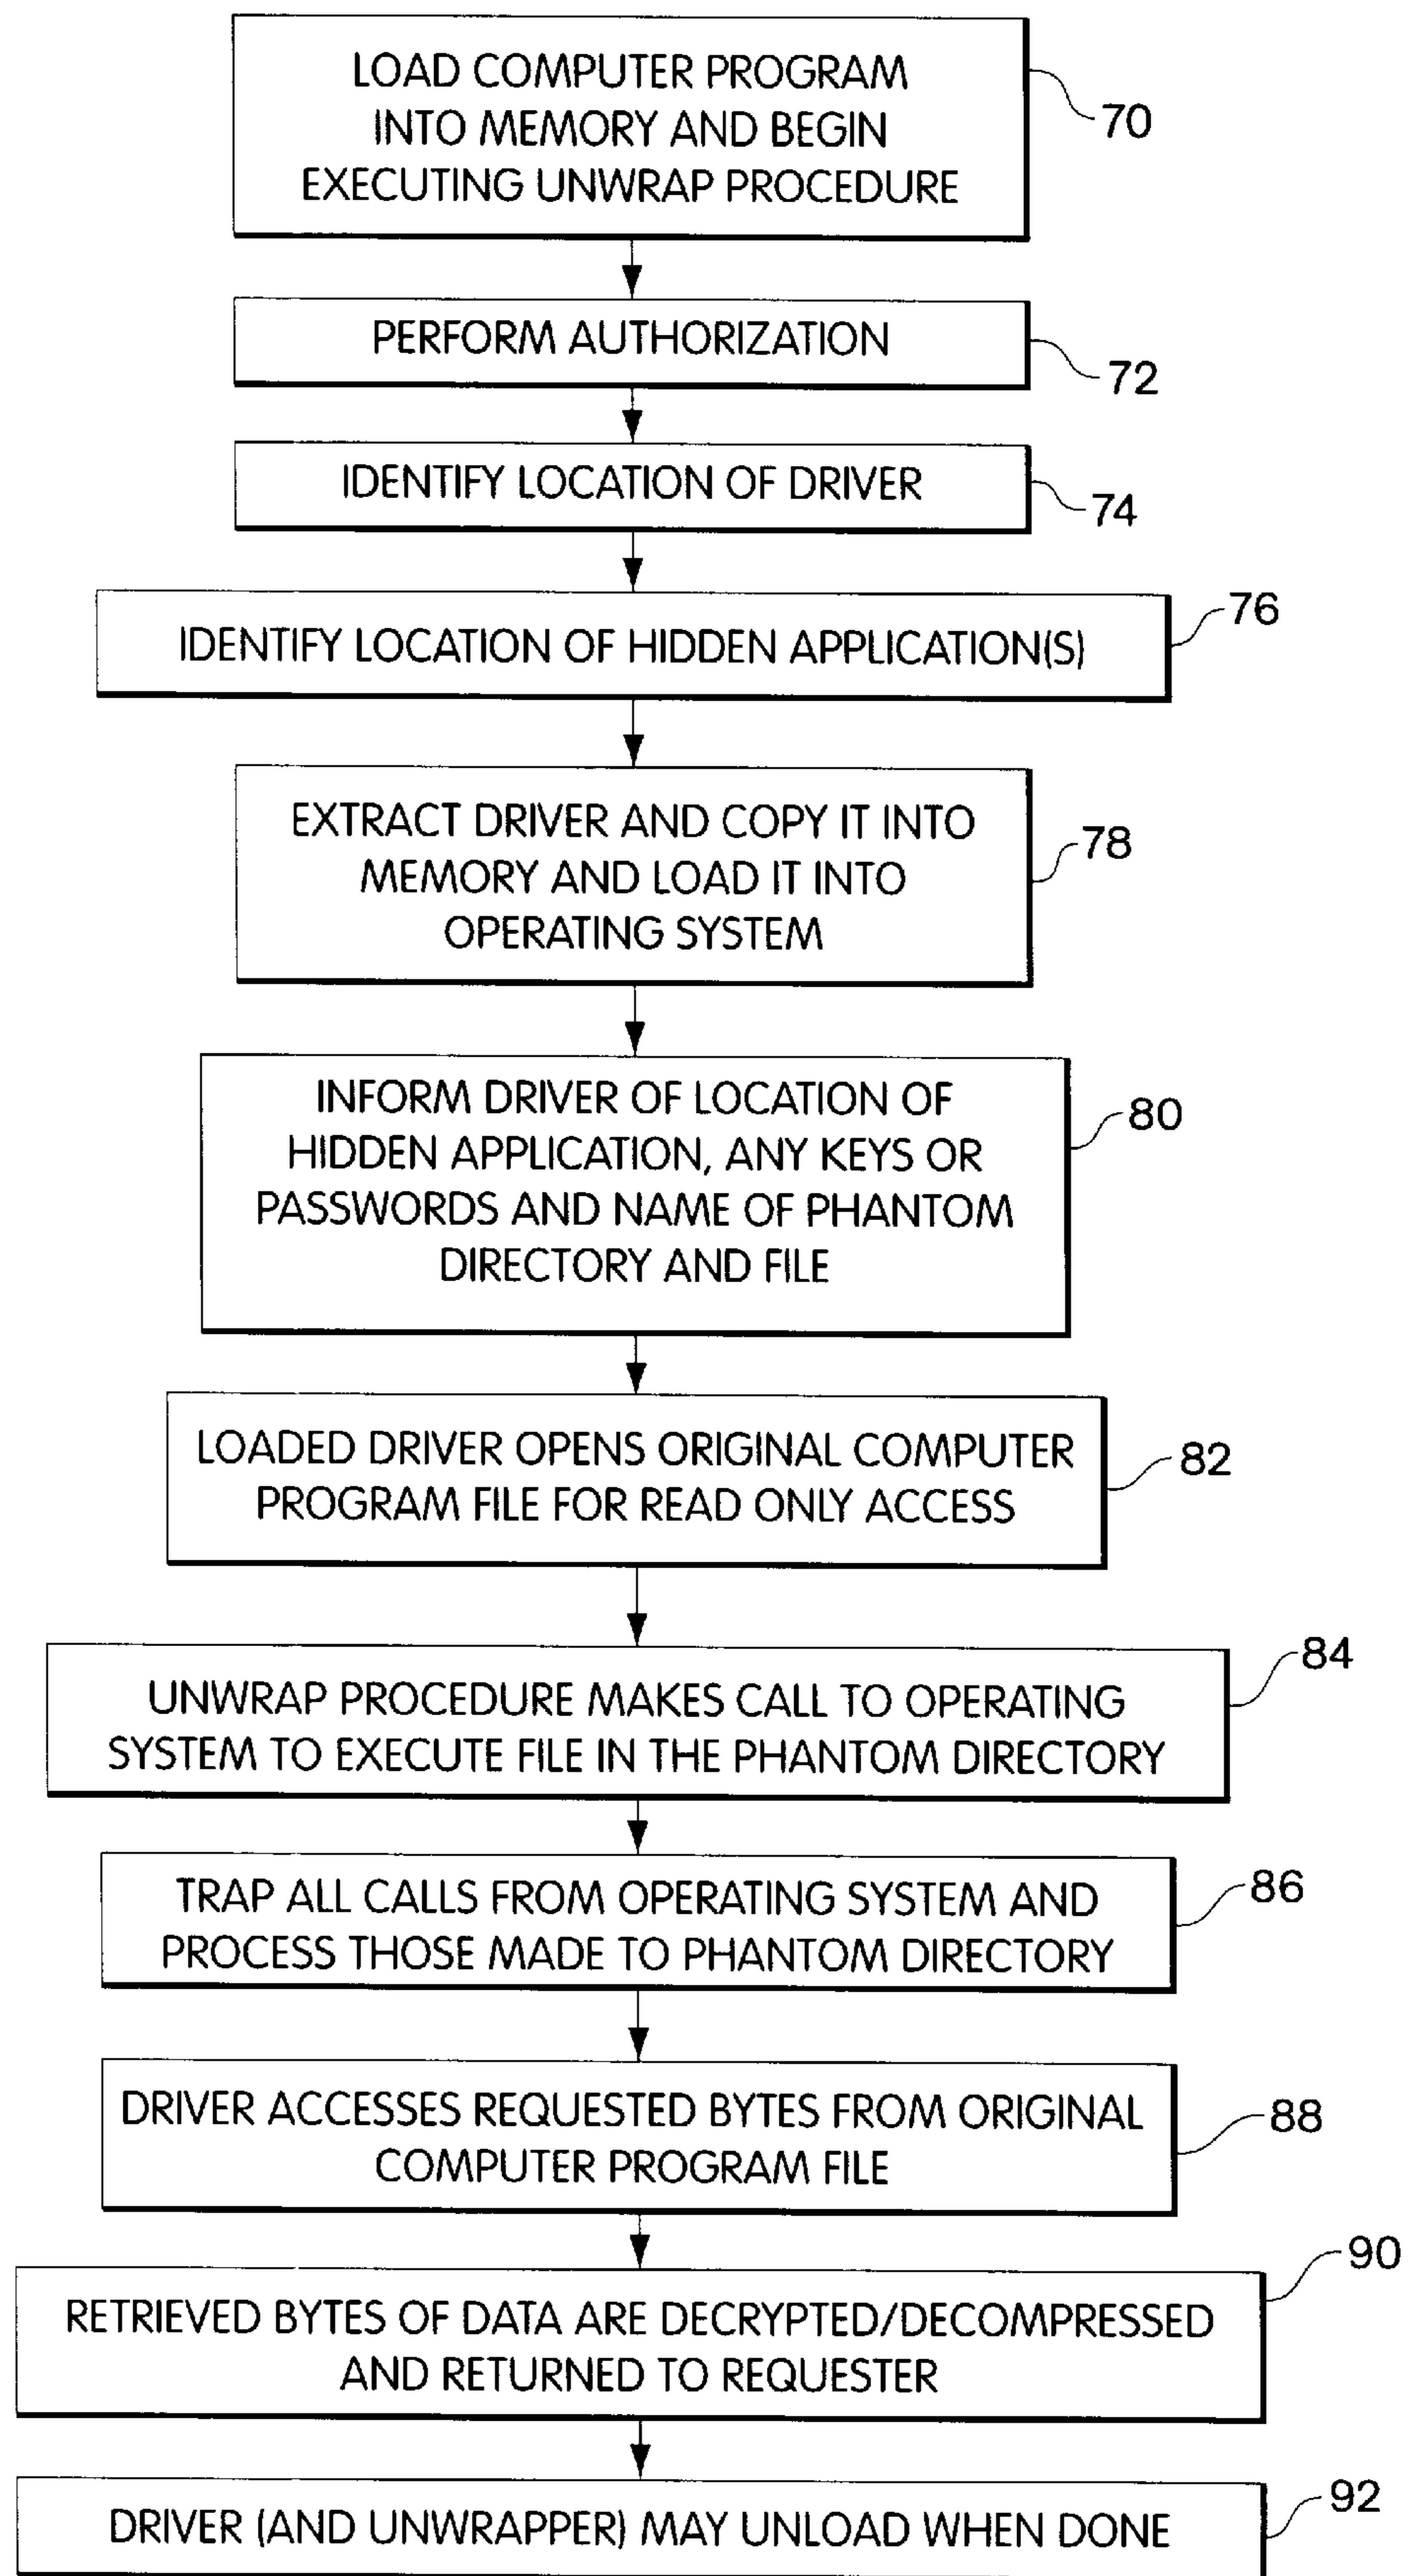 LOAD COMPUTER PROGRAM
INTO MEMORY AND BEGIN
EXECUTING UNWRAP PROCEDURE
70
PERFORM AUTHORIZATION
72
IDENTIFY LOCATION OF DRIVER
74
IDENTIFY LOCATION OF HIDDEN APPLICATION(S)
76
EXTRACT DRIVER AND COPY IT INTO
MEMORY AND LOAD IT INTO
OPERATING SYSTEM
78
INFORM DRIVER OF LOCATION OF
HIDDEN APPLICATION, ANY KEYS OR
PASSWORDS AND NAME OF PHANTOM
DIRECTORY AND FILE
80
LOADED DRIVER OPENS ORIGINAL COMPUTER
PROGRAM FILE FOR READ ONLY ACCESS
82
UNWRAP PROCEDURE MAKES CALL TO OPERATING
SYSTEM TO EXECUTE FILE IN THE PHANTOM DIRECTORY
84
TRAP ALL CALLS FROM OPERATING SYSTEM AND
PROCESS THOSE MADE TO PHANTOM DIRECTORY
86
DRIVER ACCESSES REQUESTED BYTES FROM ORIGINAL
COMPUTER PROGRAM FILE
88
RETRIEVED BYTES OF DATA ARE DECRYPTED/DECOMPRESSED
AND RETURNED TO REQUESTER
90
DRIVER (AND UNWRAPPER) MAY UNLOAD WHEN DONE
92